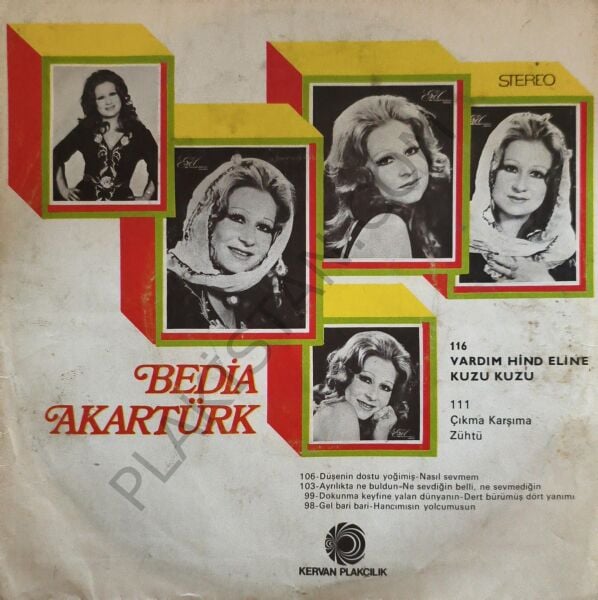 STEREO
BEDİA
AKARTÜRK
116
VARDIM HİND ELİNE
KUZU KUZU
111
Çıkma Karşıma
Zühtü
106-Düşenin dostu yoğimiş-Nasıl sevmem
103-Ayrılıkta ne buldun-Ne sevdiğin belli, ne sevmediğin
99-Dokunma keyfine yalan dünyanın-Dert bürümüş dört yanımı
98-Gel bari bari-Hancımısın yolcumusun
KERVAN PLAKÇILIK